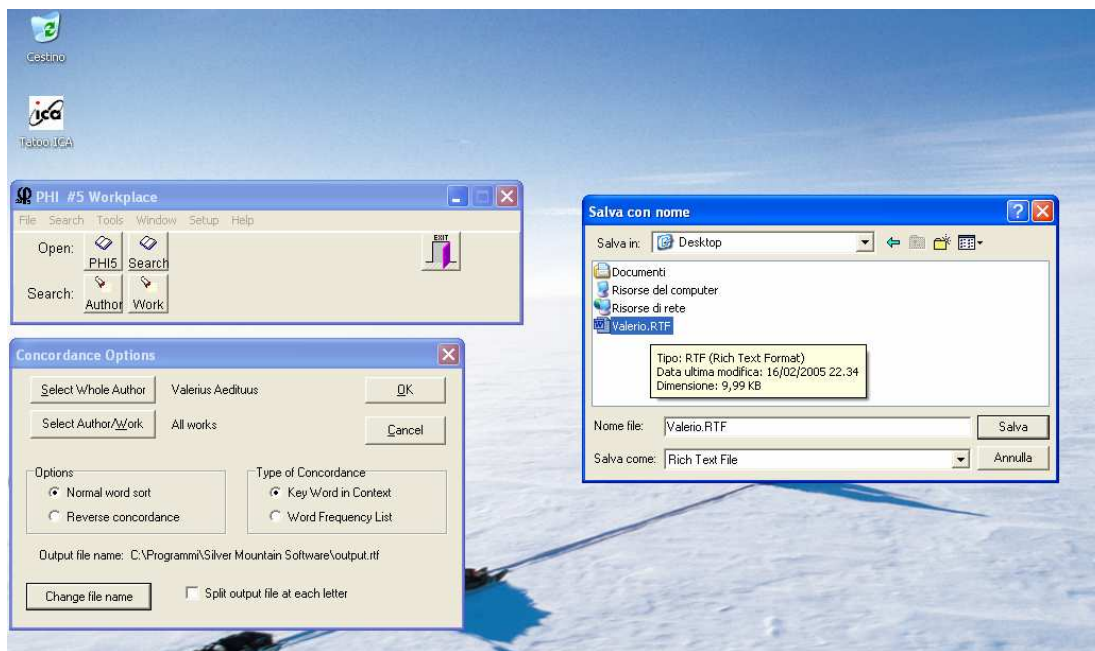 Cestino
ica
Tatoo ICA
PHI #5 Workplace
File Search Tools Window Setup Help
Open: PHI5 Search
EXIT
Search: Author Work
Concordance Options
Select Whole Author Valerius Aedituus OK
Select Author/Work All works Cancel
Options
Normal word sort
Reverse concordance
Type of Concordance
Key Word in Context
Word Frequency List
Output file name: C:\Programmi\Silver Mountain Software\output.rtf
Change file name Split output file at each letter
Salva con nome
Salva in: Desktop
Documenti
Risorse del computer
Risorse di rete
Valerio.RTF
Tipo: RTF (Rich Text Format)
Data ultima modifica: 16/02/2005 22.34
Dimensione: 9,99 KB
Nome file: Valerio.RTF Salva
Salva come: Rich Text File Annulla